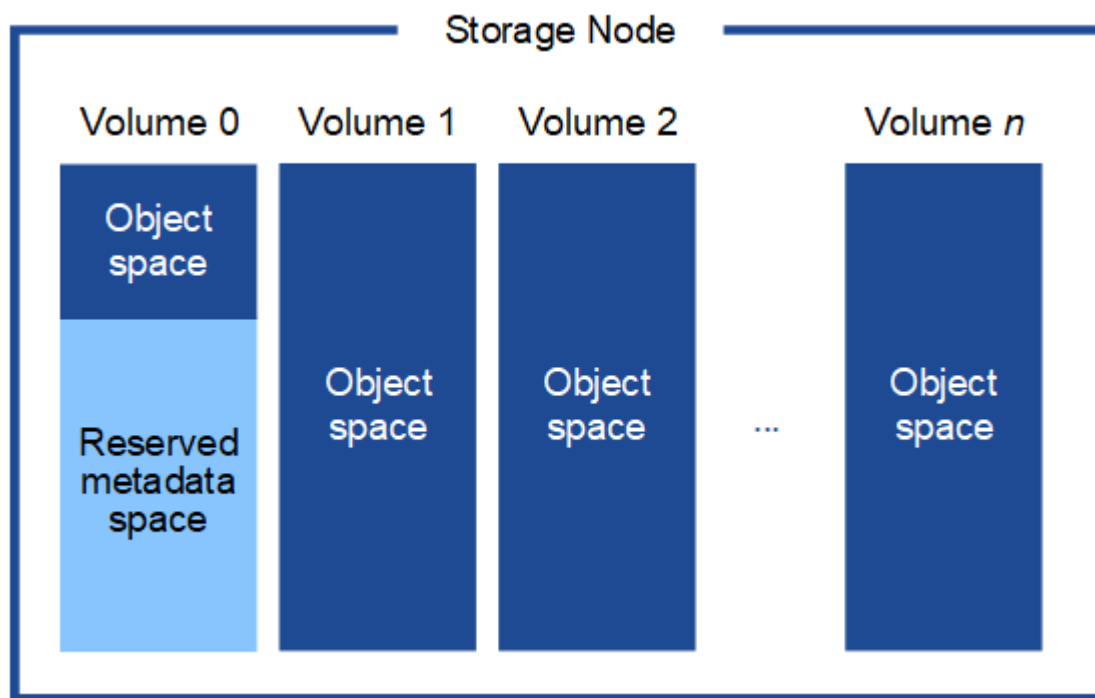 Storage Node
Volume 0
Volume 1
Volume 2
Volume n
Object
space
Reserved
metadata
space
Object
space
Object
space
...
Object
space